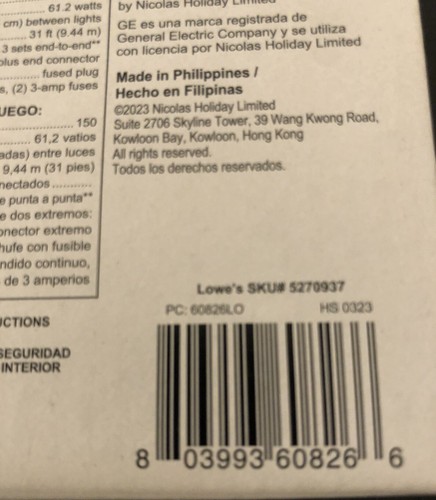 61.2 watts
cm) between lights
31 ft (9.44 m)
3 sets end-to-end**
plus end connector
fused plug
s, (2) 3-amp fuses
UEGO:
150
61,2 vatios
adas) entre luces
9,44 m (31 pies)
nectados
e punta a punta**
e dos extremos:
onector extremo
hufe con fusible
ndido continuo,
de 3 amperios
UCTIONS
SEGURIDAD
INTERIOR
by Nicolas Holiday Limited
GE es una marca registrada de
General Electric Company y se utiliza
con licencia por Nicolas Holiday Limited
Made in Philippines /
Hecho en Filipinas
©2023 Nicolas Holiday Limited
Suite 2706 Skyline Tower, 39 Wang Kwong Road,
Kowloon Bay, Kowloon, Hong Kong
All rights reserved.
Todos los derechos reservados.
Lowe's SKU# 5270937
PC: 60826LO HS 0323
8 03993 60826 6